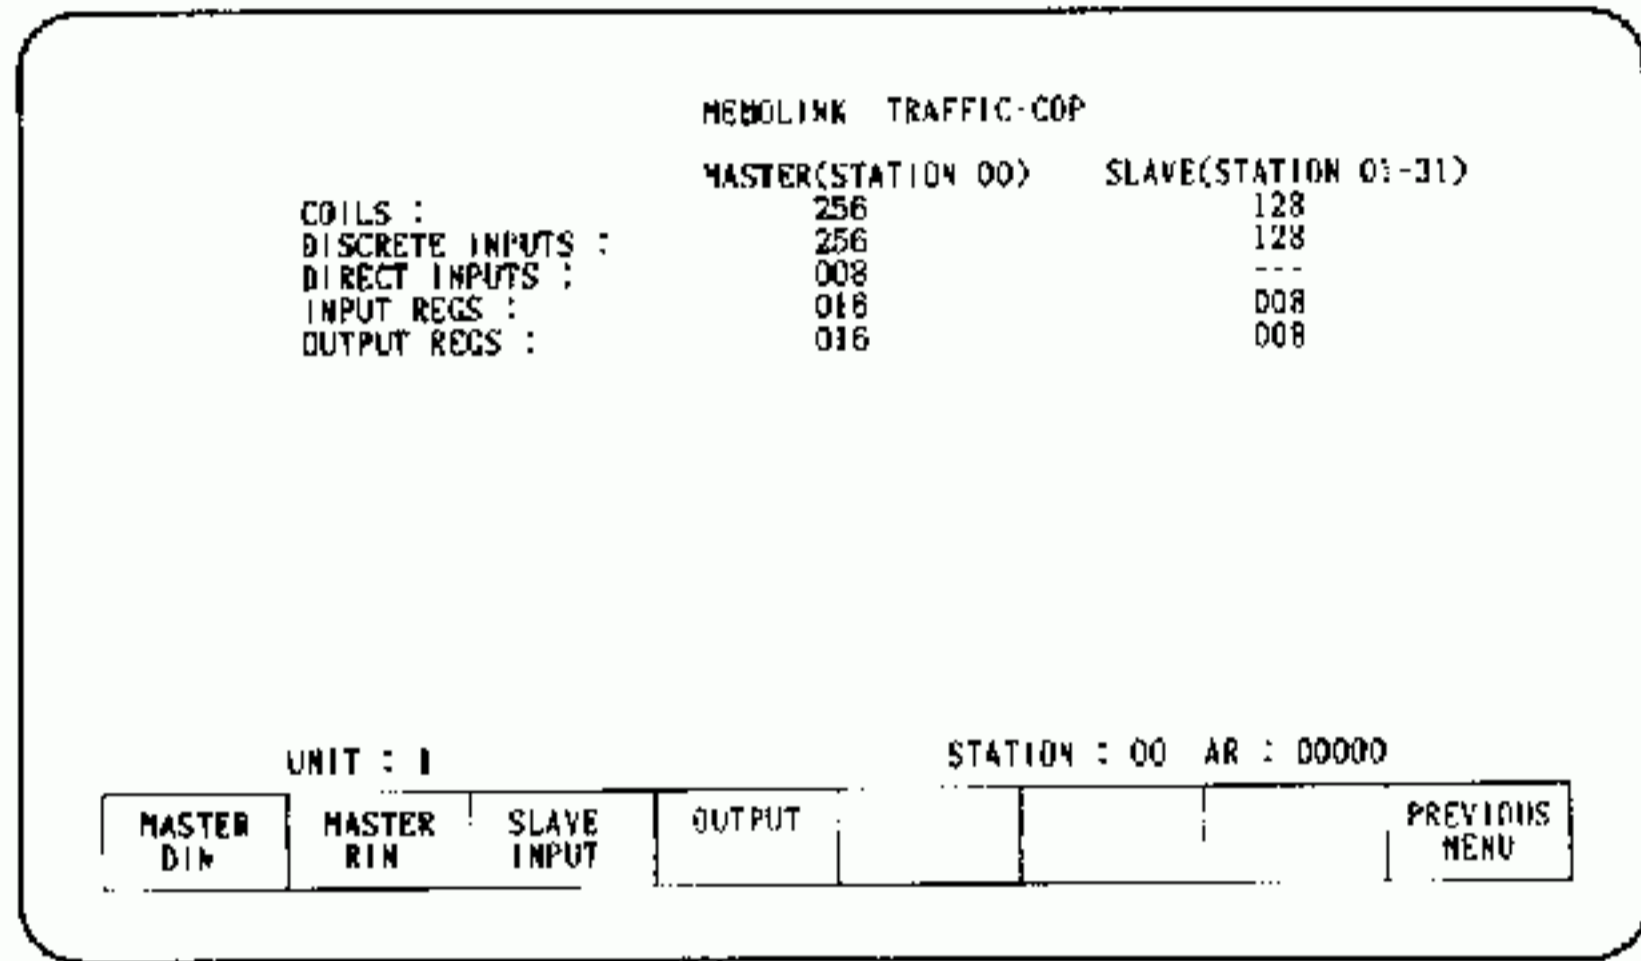 MEMOLINK TRAFFIC-COP
MASTER(STATION 00) SLAVE(STATION 01-31)
COILS : 256 128
DISCRETE INPUTS : 256 128
DIRECT INPUTS : 008 ---
INPUT REGS : 016 008
OUTPUT REGS : 016 008
UNIT : 1 STATION : 00 AR : 00000
MASTER DIN
MASTER RIN
SLAVE INPUT
OUTPUT
PREVIOUS MENU